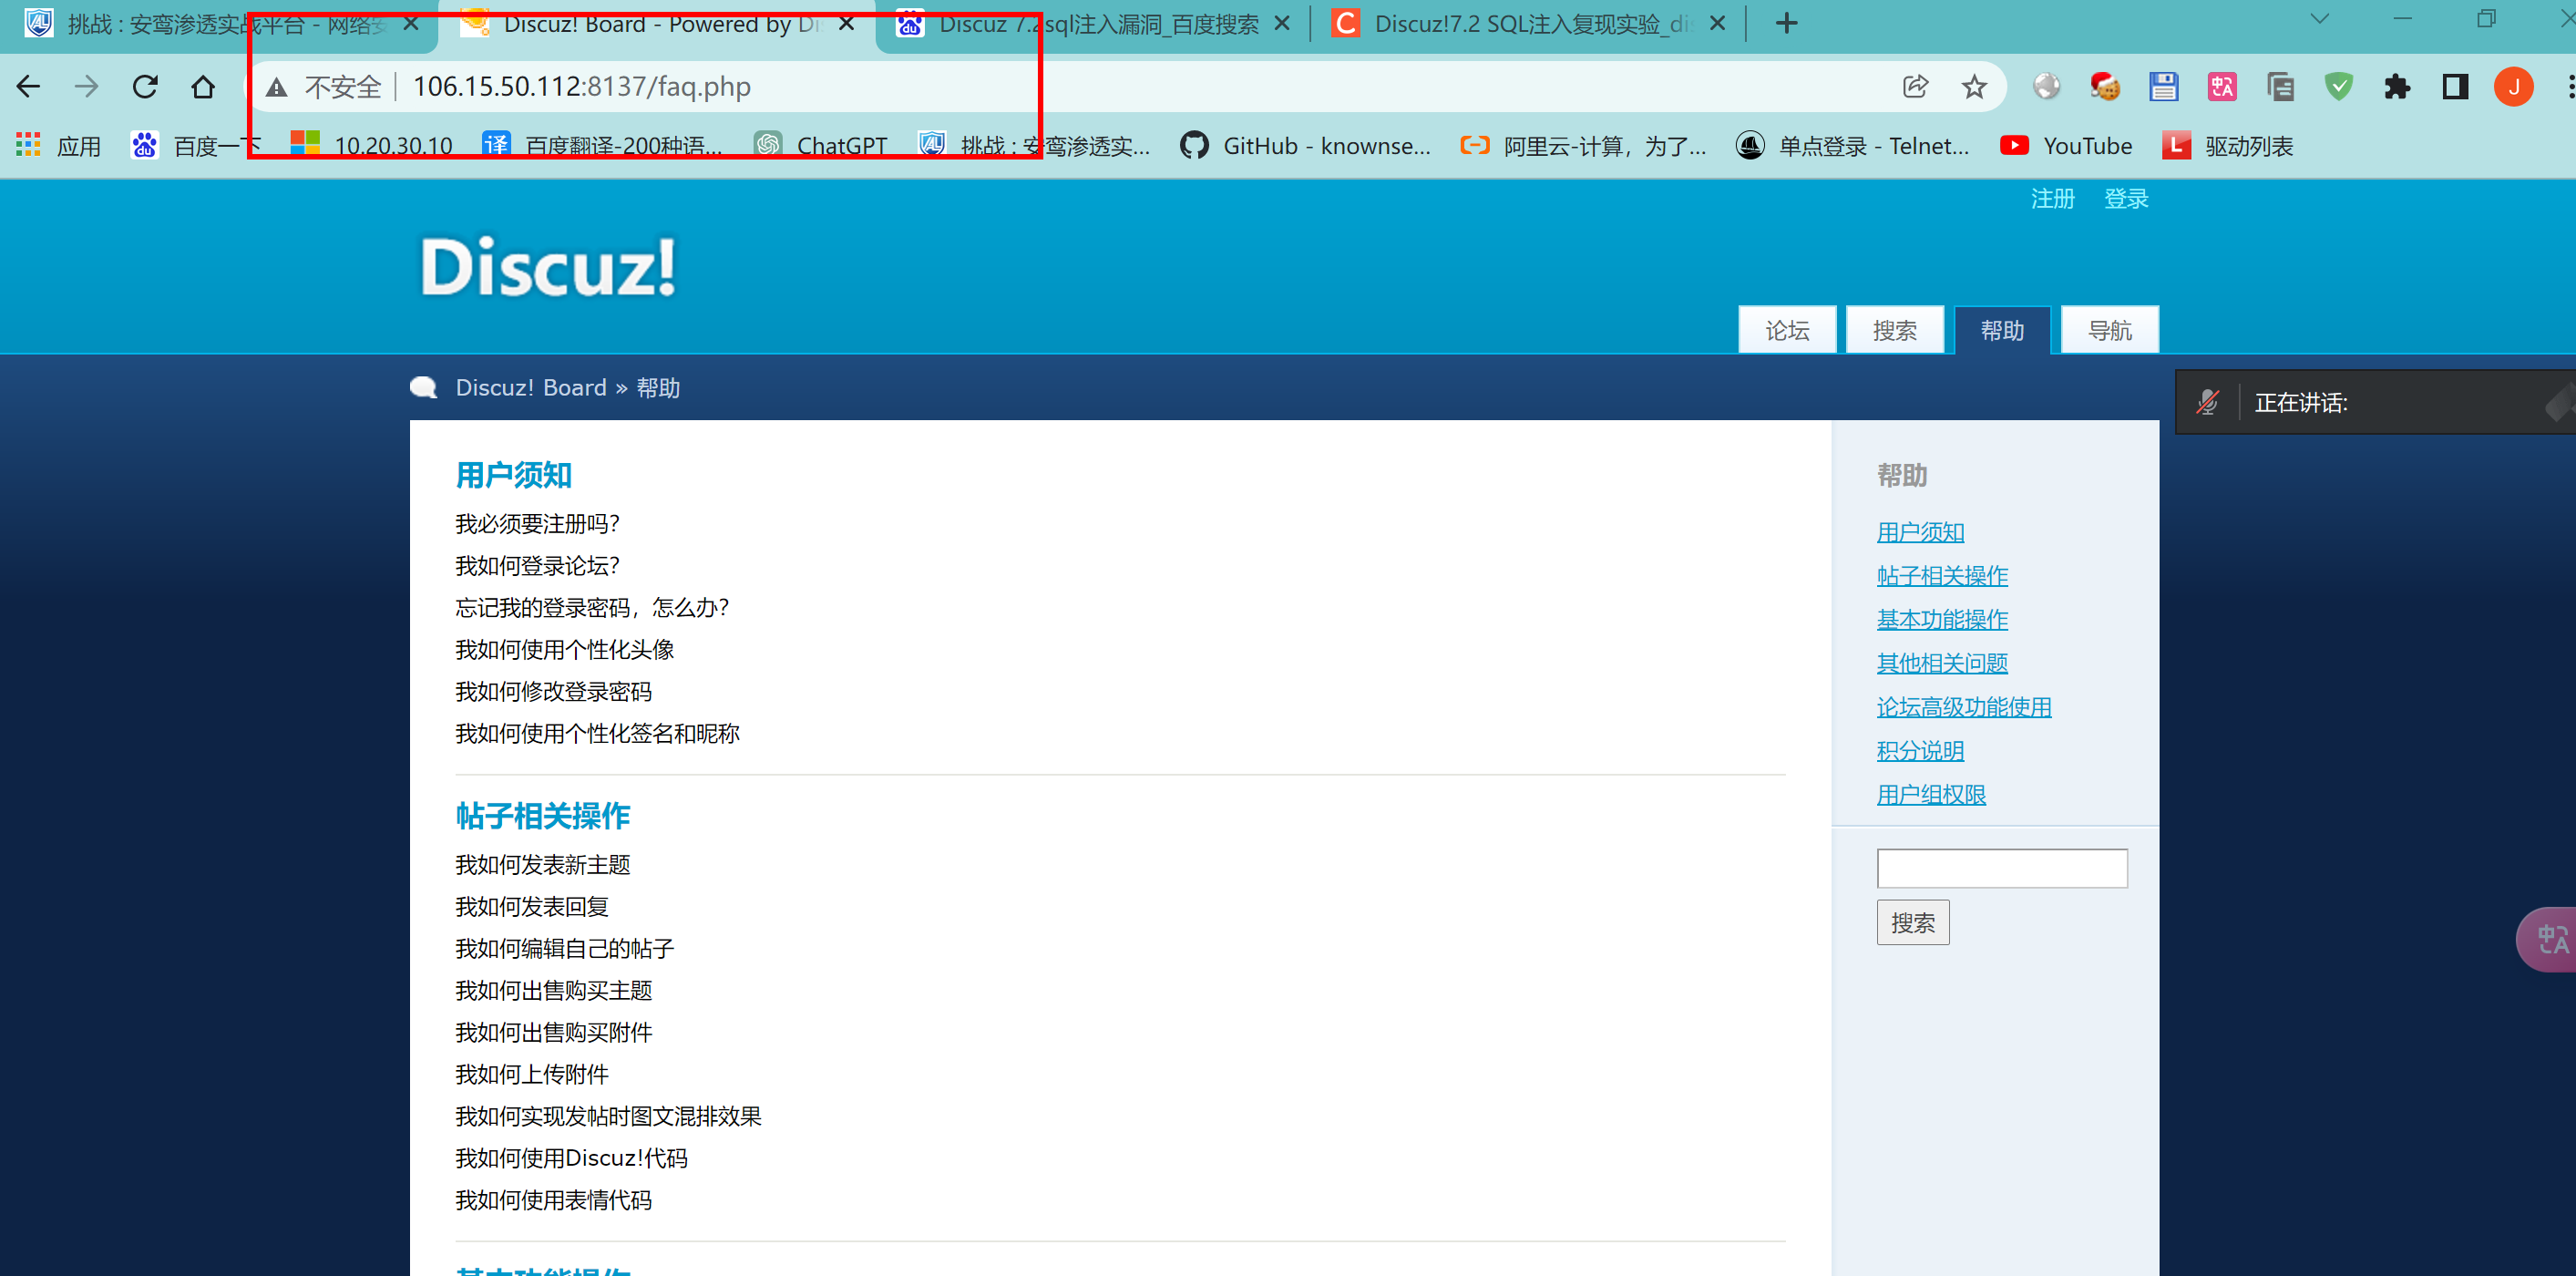 挑战 : 安鸾渗透实战平台 - 网络安
Discuz! Board - Powered by Di
Discuz 7.2sql注入漏洞_百度搜索
Discuz!7.2 SQL注入复现实验_dis
不安全 106.15.50.112:8137/faq.php
J
应用 百度一下 10.20.30.10 百度翻译-200种语... ChatGPT 挑战 : 安鸾渗透实... GitHub - knownse... 阿里云-计算，为了... 单点登录 - Telnet... YouTube 驱动列表
注册 登录
Discuz!
论坛 搜索 帮助 导航
Discuz! Board » 帮助
正在讲话:
用户须知
我必须要注册吗？
我如何登录论坛？
忘记我的登录密码，怎么办？
我如何使用个性化头像
我如何修改登录密码
我如何使用个性化签名和昵称
帖子相关操作
我如何发表新主题
我如何发表回复
我如何编辑自己的帖子
我如何出售购买主题
我如何出售购买附件
我如何上传附件
我如何实现发帖时图文混排效果
我如何使用Discuz!代码
我如何使用表情代码
基本功能操作
帮助
用户须知
帖子相关操作
基本功能操作
其他相关问题
论坛高级功能使用
积分说明
用户组权限
搜索